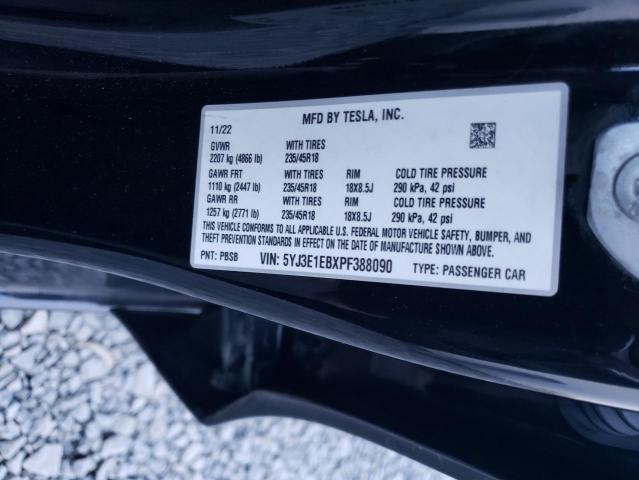 MFD BY TESLA, INC.
11/22
GVWR WITH TIRES
2207 kg (4866 lb) 235/45R18
GAWR FRT WITH TIRES RIM COLD TIRE PRESSURE
1110 kg (2447 lb) 235/45R18 18X8.5J 290 kPa, 42 psi
GAWR RR WITH TIRES RIM COLD TIRE PRESSURE
1257 kg (2771 lb) 235/45R18 18X8.5J 290 kPa, 42 psi
THIS VEHICLE CONFORMS TO ALL APPLICABLE U.S. FEDERAL MOTOR VEHICLE SAFETY, BUMPER, AND
THEFT PREVENTION STANDARDS IN EFFECT ON THE DATE OF MANUFACTURE SHOWN ABOVE.
PNT: PBSB VIN: 5YJ3E1EBXPF388090 TYPE: PASSENGER CAR